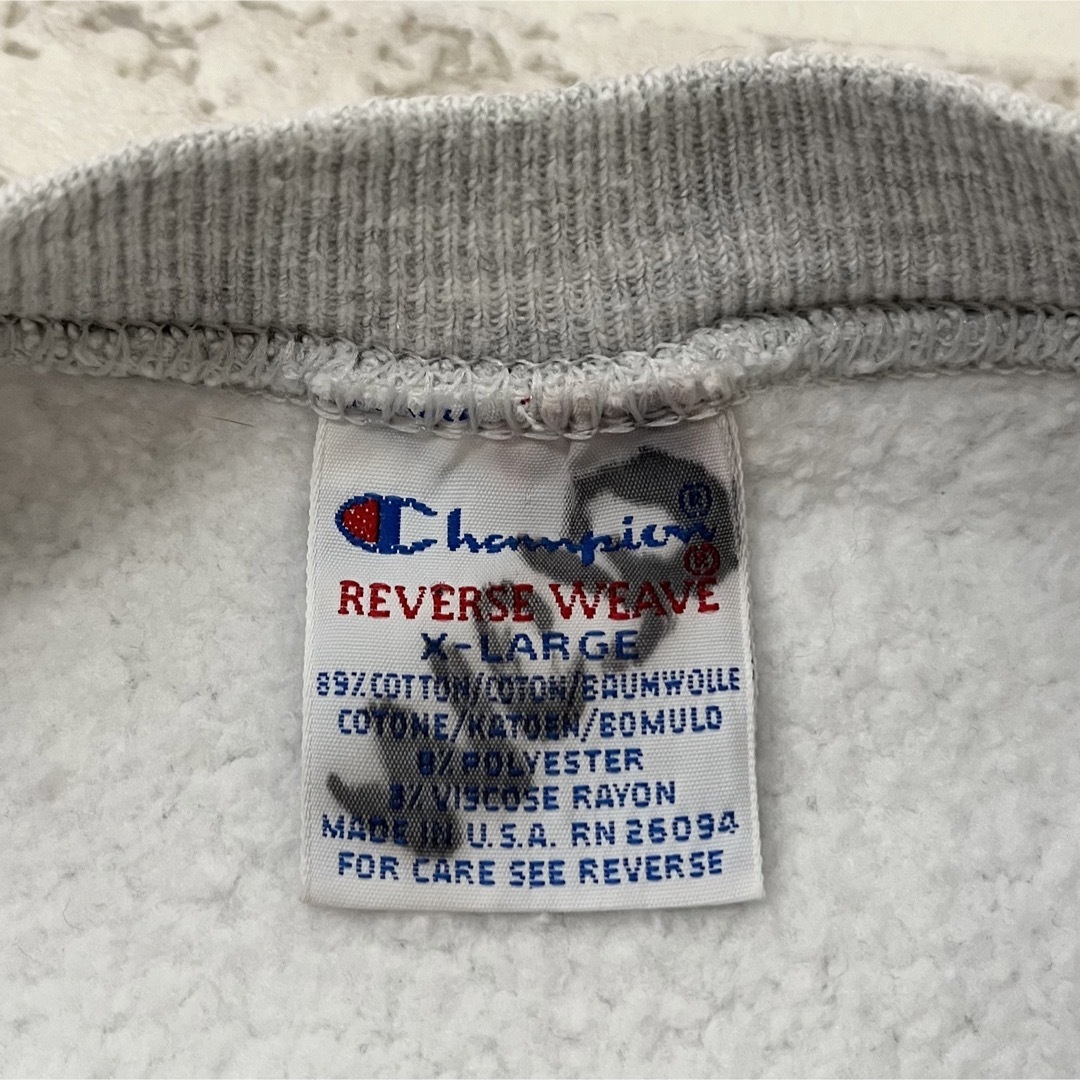 Champion®
REVERSE WEAVE®
X-LARGE
89% COTTON/COTON/BAUMWOLLE
COTONE/KATOEN/BOMULD
8% POLYESTER
3% VISCOSE RAYON
MADE IN U.S.A. RN 26094
FOR CARE SEE REVERSE